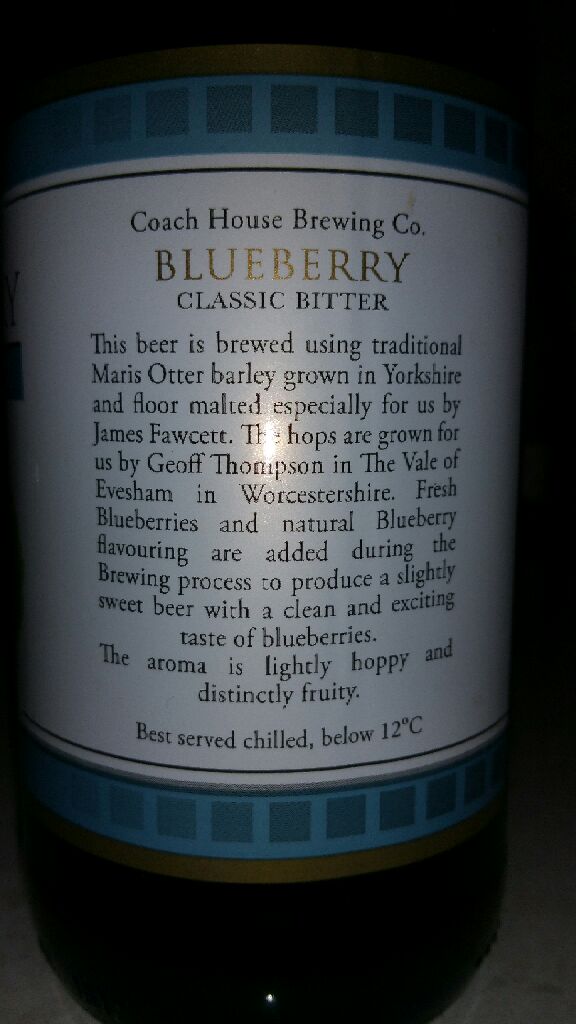 Coach House Brewing Co.
BLUEBERRY
CLASSIC BITTER
This beer is brewed using traditional
Maris Otter barley grown in Yorkshire
and floor malted especially for us by
James Fawcett. The hops are grown for
us by Geoff Thompson in The Vale of
Evesham in Worcestershire. Fresh
Blueberries and natural Blueberry
flavouring are added during the
Brewing process to produce a slightly
sweet beer with a clean and exciting
taste of blueberries.
The aroma is lightly hoppy and
distinctly fruity.
Best served chilled, below 12°C